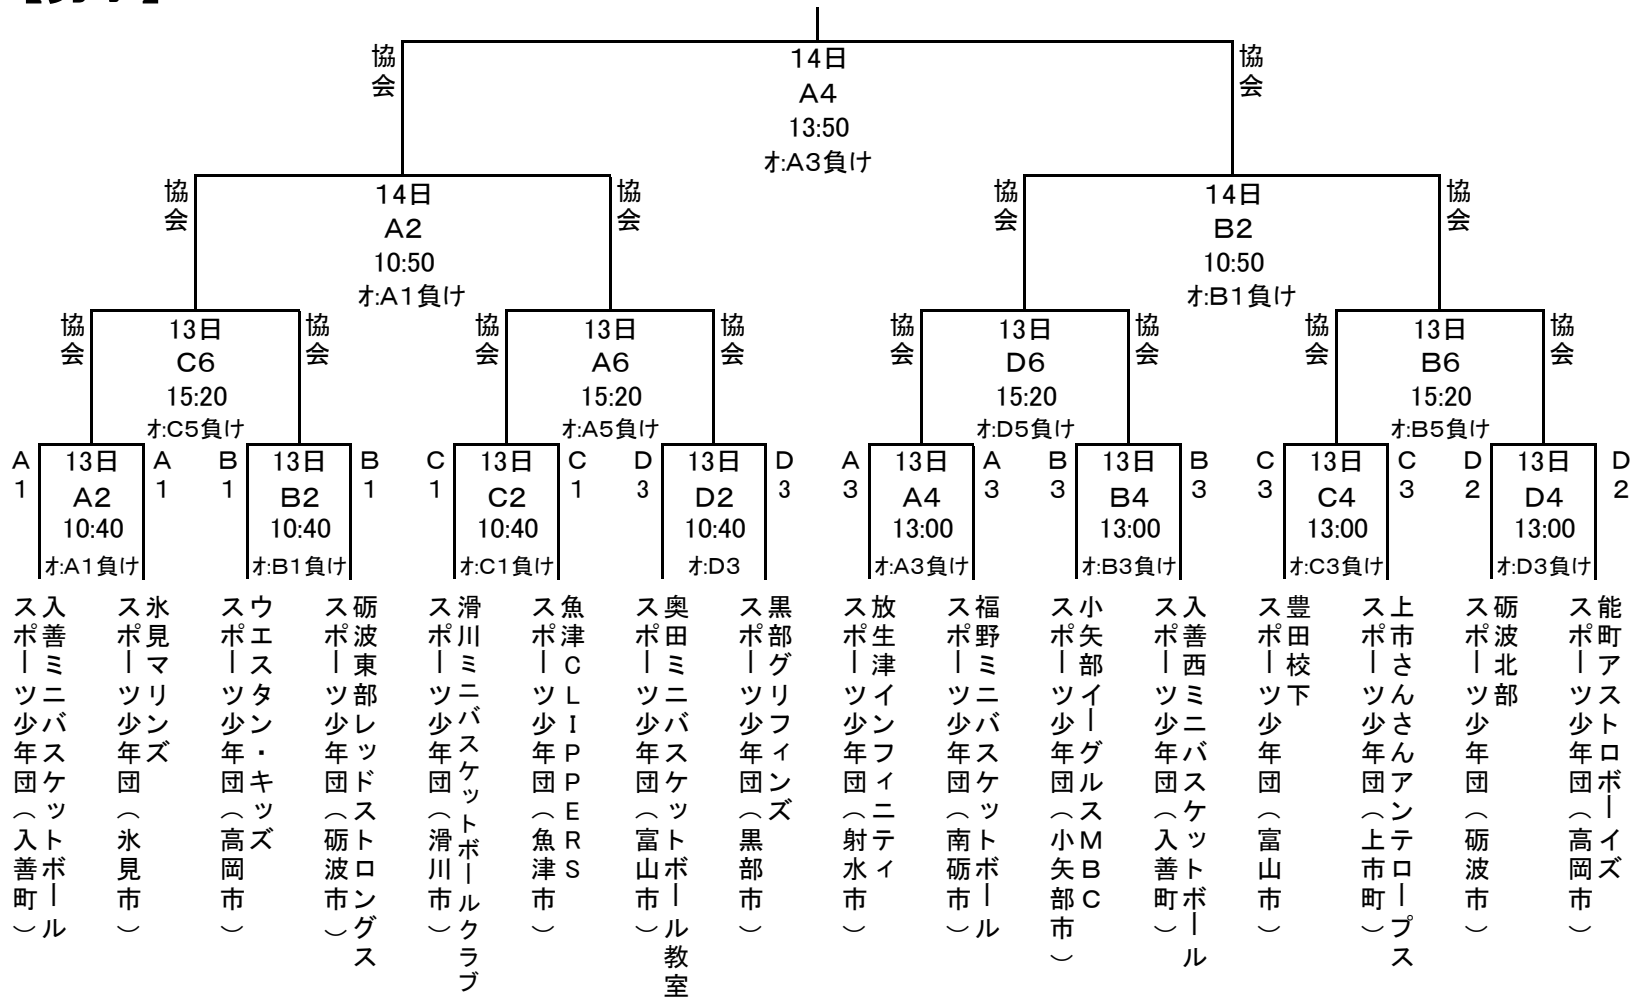 協会
14日
A4
13:50
ｵ:A３負け
協会
協会
14日
A2
10:50
ｵ:A１負け
協会
協会
14日
B2
10:50
ｵ:B１負け
協会
協会
13日
C6
15:20
ｵ:C5負け
協会
協会
13日
A6
15:20
ｵ:A5負け
協会
協会
13日
D6
15:20
ｵ:D5負け
協会
協会
13日
B6
15:20
ｵ:B5負け
協会
A1
13日
A2
10:40
ｵ:A１負け
A1
B1
13日
B2
10:40
ｵ:B1負け
B1
C1
13日
C2
10:40
ｵ:C1負け
C1
D3
13日
D2
10:40
ｵ:D3
D3
A3
13日
A4
13:00
ｵ:A3負け
A3
B3
13日
B4
13:00
ｵ:B3負け
B3
C3
13日
C4
13:00
ｵ:C3負け
C3
D2
13日
D4
13:00
ｵ:D3負け
D2
入善ミニバスケットボール
スポーツ少年団（入善町）
氷見マリンズ
スポーツ少年団（氷見市）
ウエスタン・キッズ
スポーツ少年団（高岡市）
砺波東部レッドストロングス
スポーツ少年団（砺波市）
滑川ミニバスケットボールクラブ
スポーツ少年団（滑川市）
魚津CLIPPERS
スポーツ少年団（魚津市）
奥田ミニバスケットボール教室
スポーツ少年団（富山市）
黒部グリフィンズ
スポーツ少年団（黒部市）
放生津インフィニティ
スポーツ少年団（射水市）
福野ミニバスケットボール
スポーツ少年団（南砺市）
小矢部イーグルスMBC
スポーツ少年団（小矢部市）
入善西ミニバスケットボール
スポーツ少年団（入善町）
豊田校下
スポーツ少年団（富山市）
上市さんさんアンテロープス
スポーツ少年団（上市町）
砺波北部
スポーツ少年団（砺波市）
能町アストロボーイズ
スポーツ少年団（高岡市）